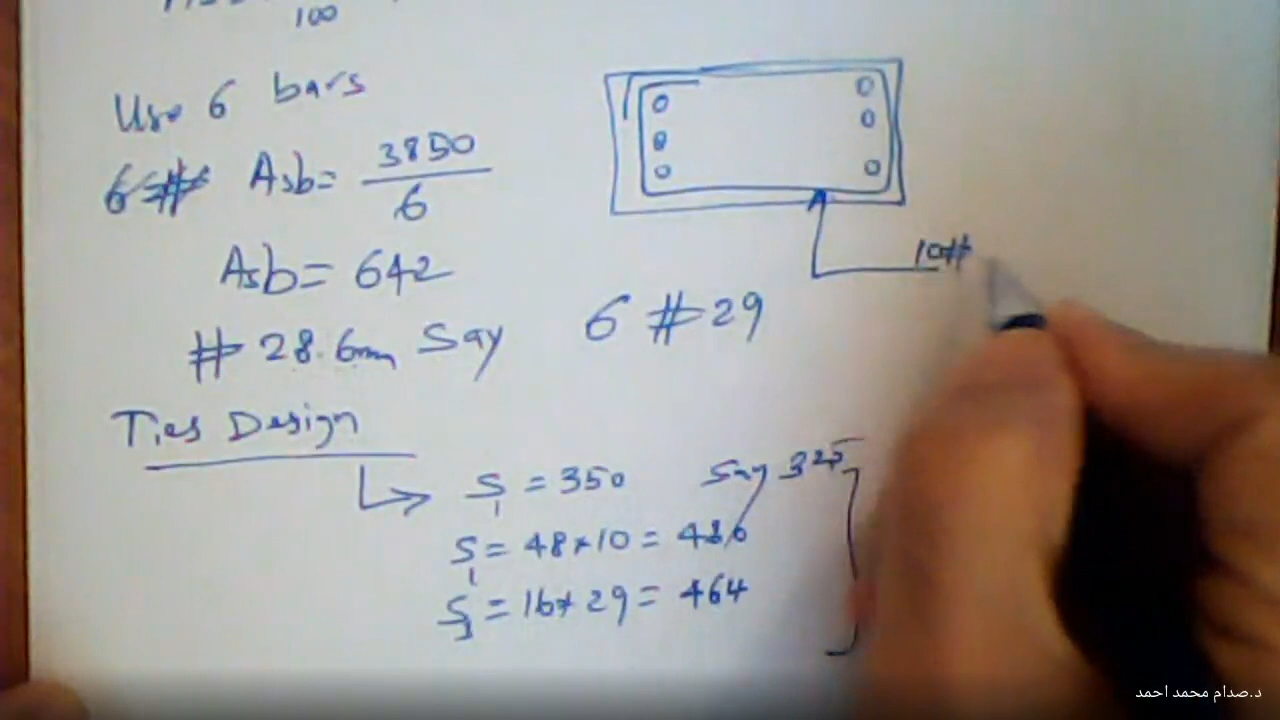 100
Use 6 bars
6# Asb= 3850
6
Asb= 642
# 28.6mm Say 6 #29
10#
Ties Design
S1 = 350 Say 325
S1 = 48*10 = 480
S3 = 16*29 = 464
د.صدام محمد احمد